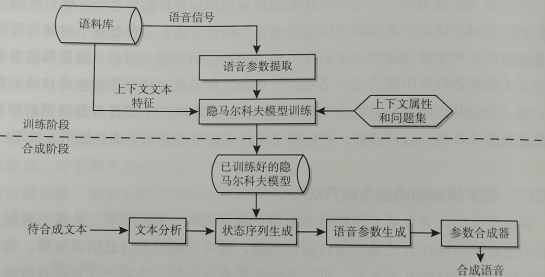 语料库
语音信号
语音参数提取
上下文文本
特征
隐马尔科夫模型训练
上下文属性
和问题集
训练阶段
合成阶段
已训练好的隐
马尔科夫模型
待合成文本
文本分析
状态序列生成
语音参数生成
参数合成器
合成语音